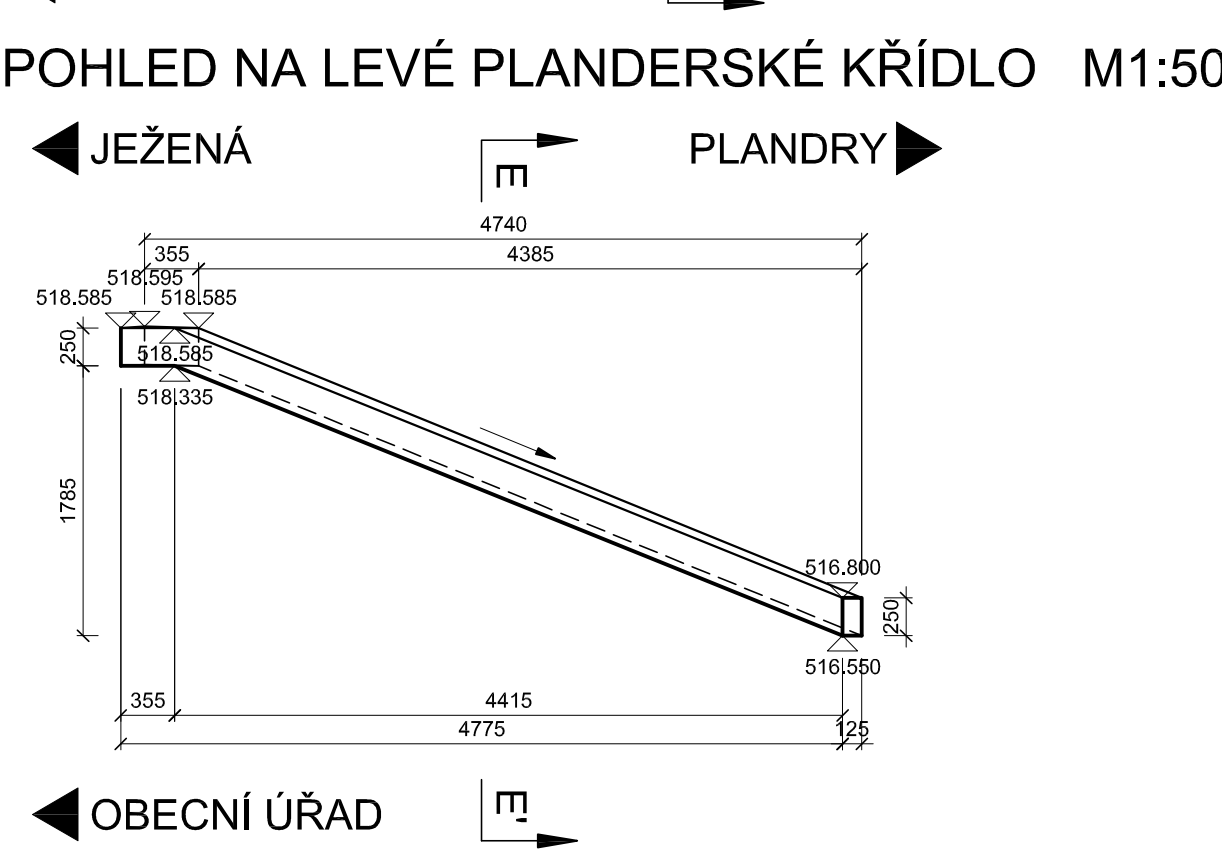 POHLED NA LEVÉ PLANDERSKÉ KŘÍDLO M1:50
JEŽENÁ
E
PLANDRY
4740
355
4385
518.595
518.585
518.585
250
518.585
518.335
1785
516.800
250
516.550
355
4415
4775
125
OBECNÍ ÚŘAD
E'